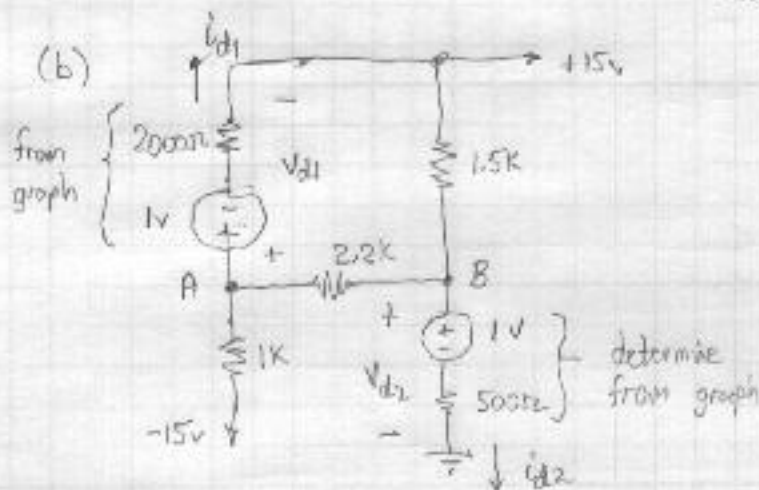 (b)
id1
+15v
from
graph
2000Ω
-
Vd1
1.5K
1v
-
+
+
2.2K
A
B
+
+
-
1V
1K
Vd2
500Ω
determine
from graph
-15v
-
id2